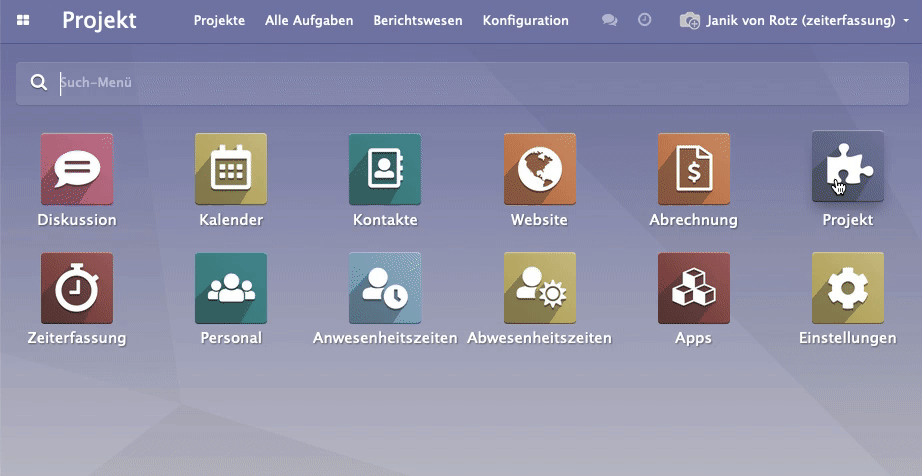 Projekt Projekte Alle Aufgaben Berichtswesen Konfiguration Janik von Rotz (zeiterfassung)
Such-Menü
Diskussion Kalender Kontakte Website Abrechnung Projekt
Zeiterfassung Personal Anwesenheitszeiten Abwesenheitszeiten Apps Einstellungen